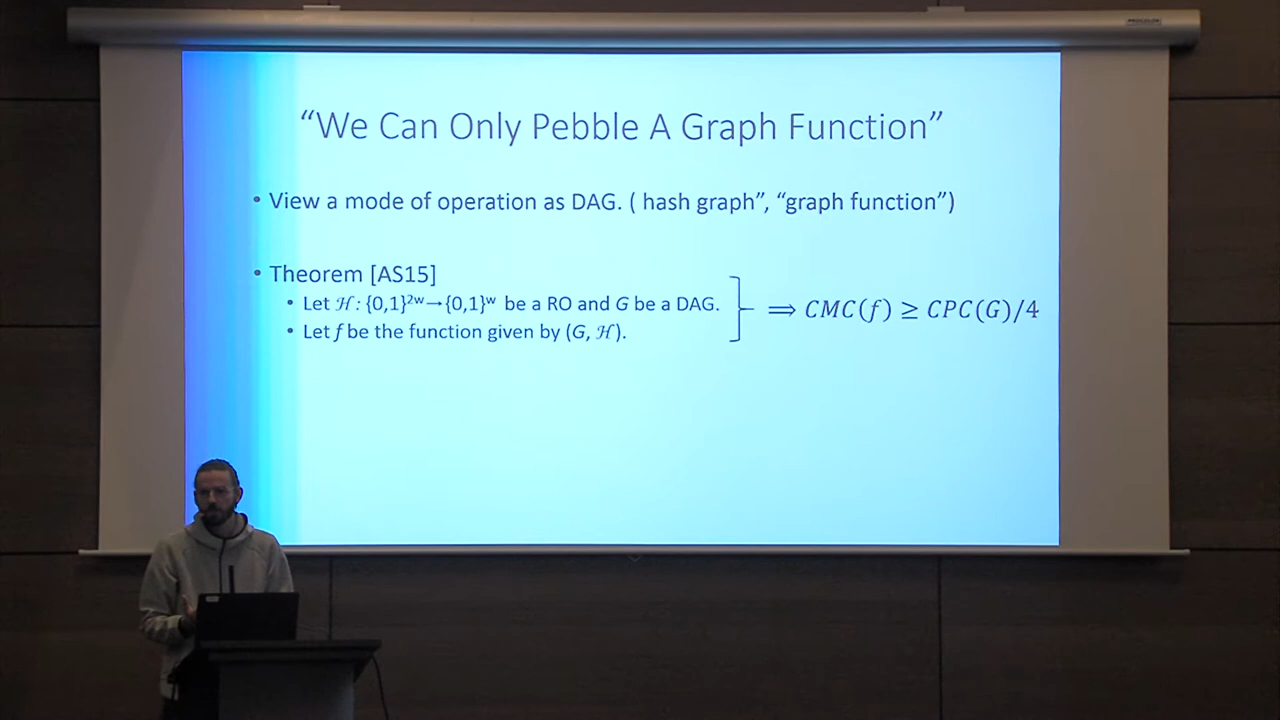 “We Can Only Pebble A Graph Function”
• View a mode of operation as DAG. ( hash graph”, “graph function”)
• Theorem [AS15]
• Let ℋ : {0,1}²ʷ→{0,1}ʷ be a RO and G be a DAG.
• Let f be the function given by (G, ℋ).
⟹ CMC(f) ≥ CPC(G)/4